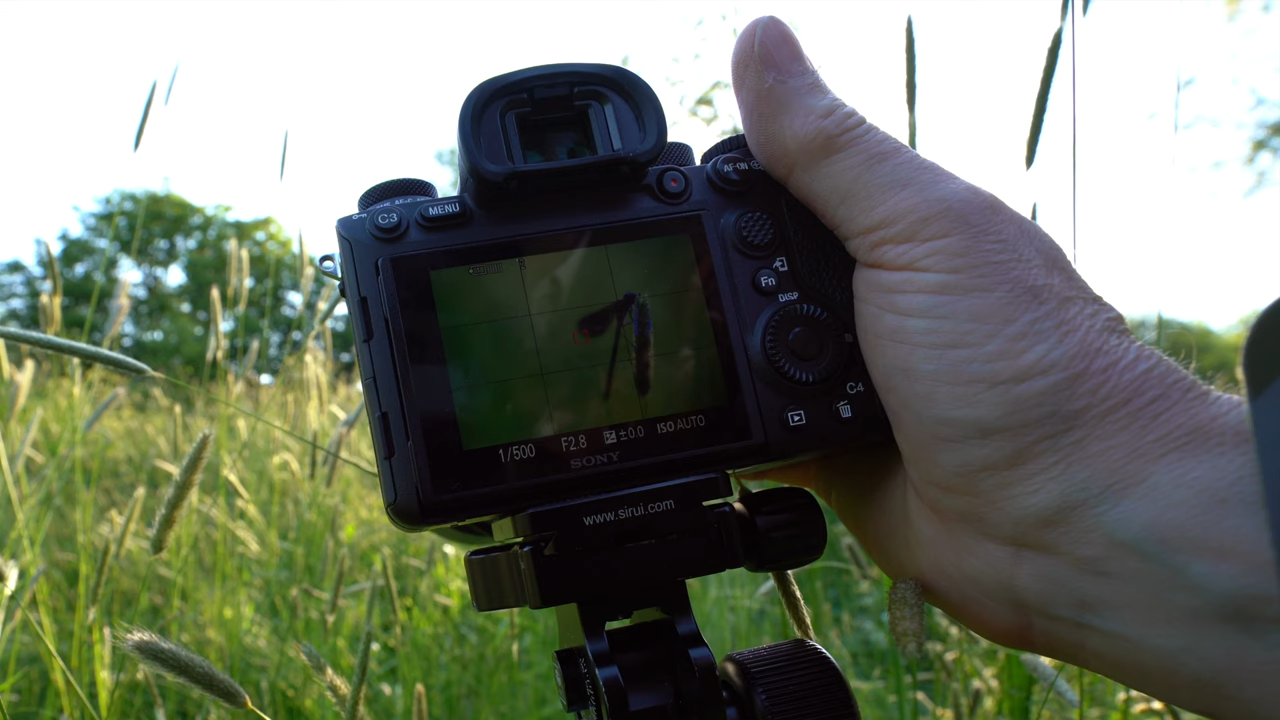 C3
MENU
AF-ON
Fn
DISP
C4
1/500 F2.8 ±0.0 ISO AUTO
SONY
www.sirui.com